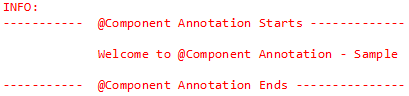 INFO:
----------- @Component Annotation Starts -------------
Welcome to @Component Annotation - Sample
----------- @Component Annotation Ends ---------------